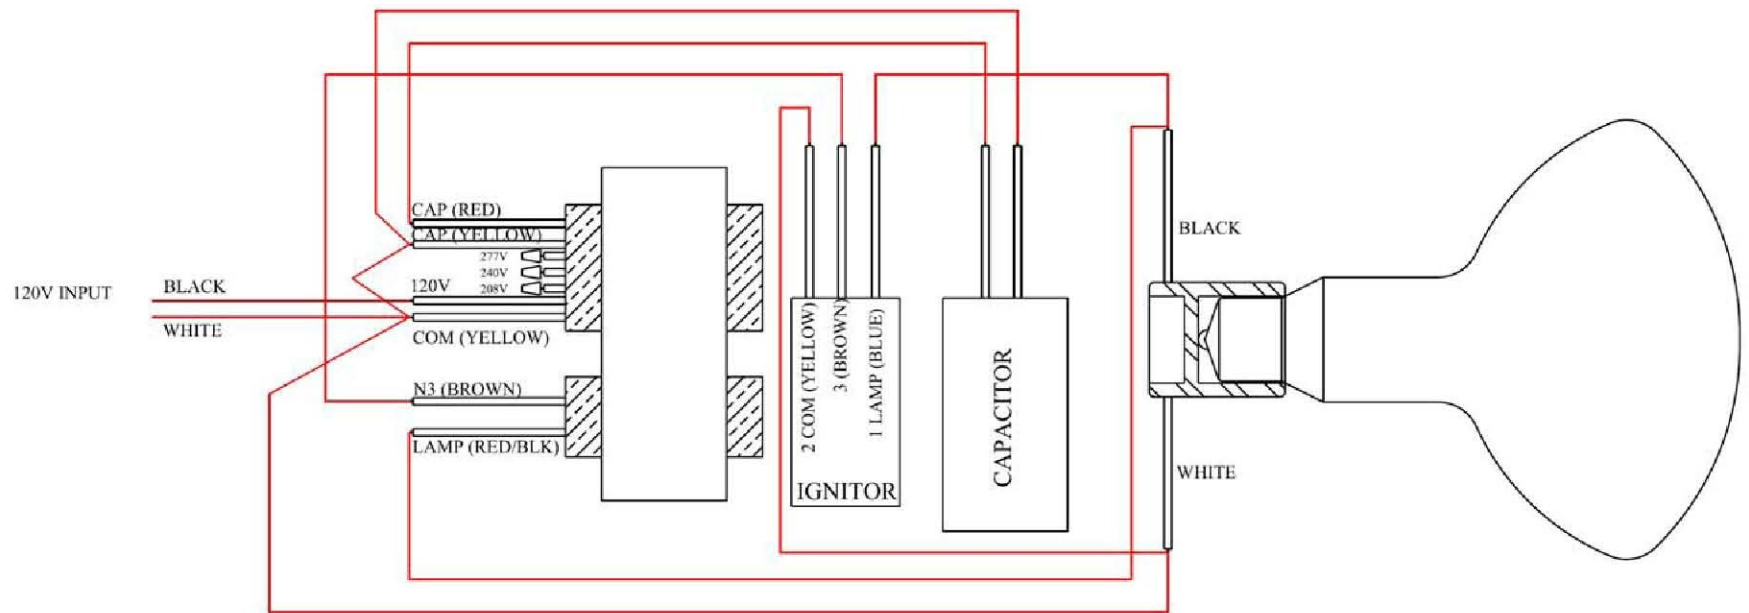 CAP (RED)
CAP (YELLOW)
277V
240V
208V
120V
COM (YELLOW)
120V INPUT
BLACK
WHITE
N3 (BROWN)
LAMP (RED/BLK)
2 COM (YELLOW)
3 (BROWN)
1 LAMP (BLUE)
IGNITOR
CAPACITOR
BLACK
WHITE